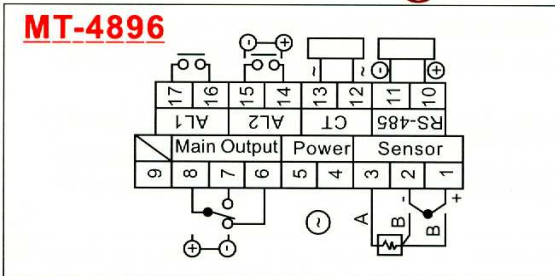 MT-4896
17 16 15 14 13 12 11 10
AL1 AL2 CT RS-485
Main Output Power Sensor
9 8 7 6 5 4 3 2 1
A B B